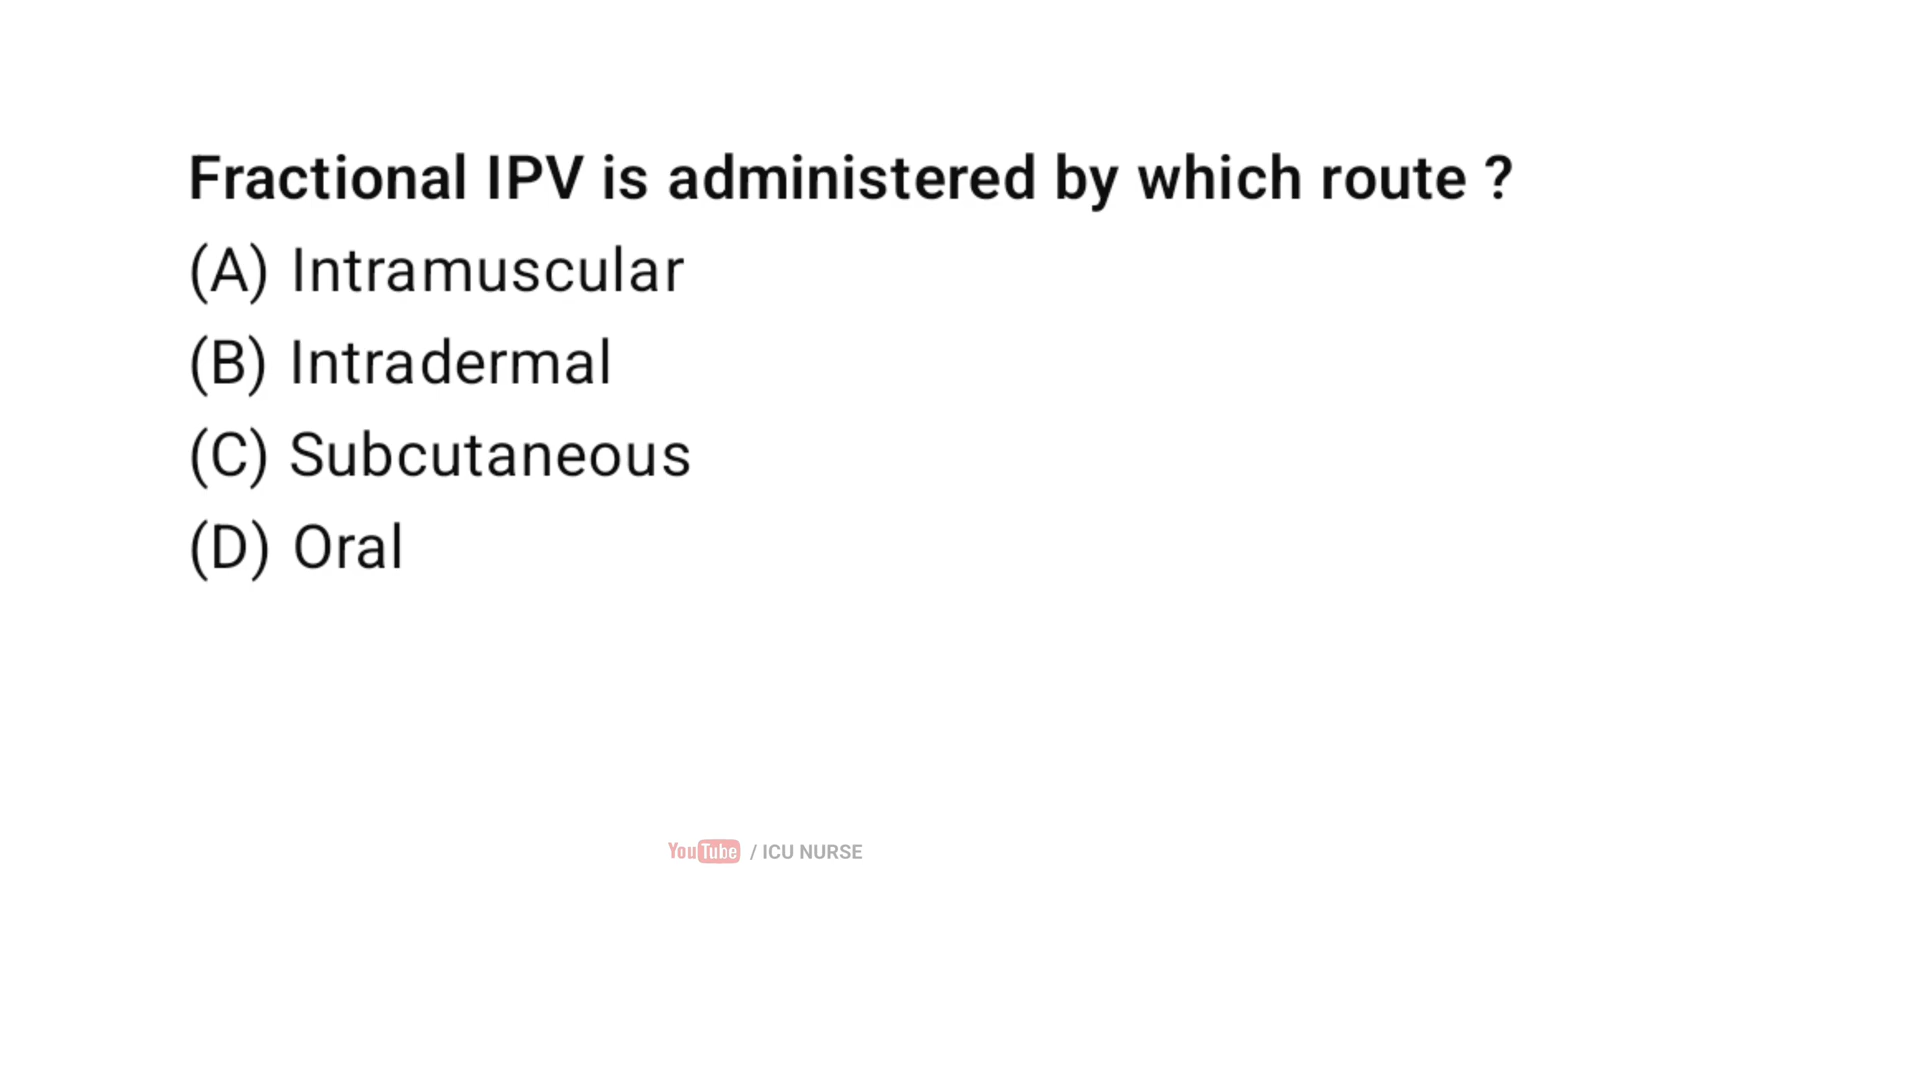 Fractional IPV is administered by which route ?
(A) Intramuscular
(B) Intradermal
(C) Subcutaneous
(D) Oral
YouTube / ICU NURSE